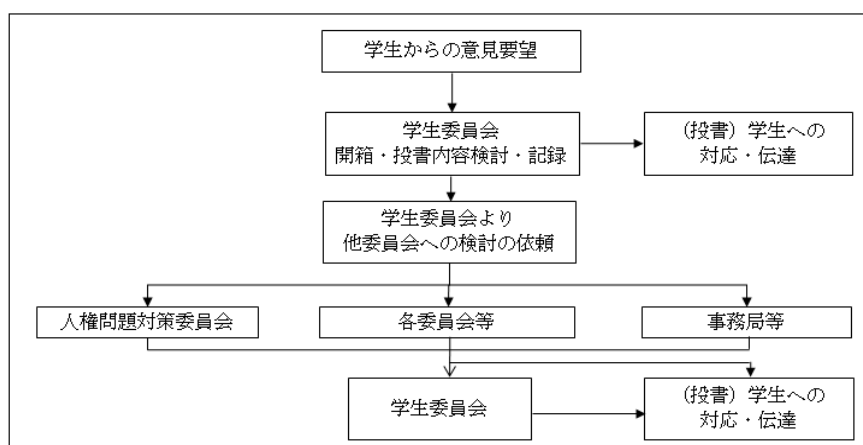 学生からの意見要望
学生委員会
開箱・投書内容検討・記録
(投書)学生への
対応・伝達
学生委員会より
他委員会への検討の依頼
人権問題対策委員会
各委員会等
事務局等
学生委員会
(投書)学生への
対応・伝達